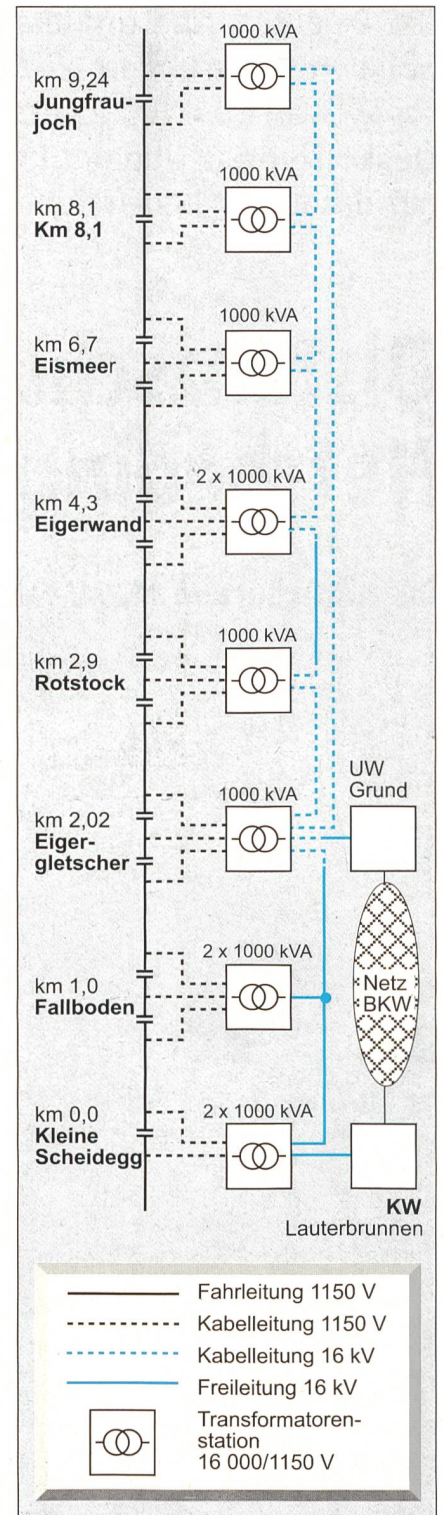 1000 kVA
km 9,24
Jungfrau-
joch
1000 kVA
km 8,1
Km 8,1
1000 kVA
km 6,7
Eismeer
2 x 1000 kVA
km 4,3
Eigerwand
1000 kVA
km 2,9
Rotstock
1000 kVA
km 2,02
Eiger-
gletscher
UW
Grund
2 x 1000 kVA
km 1,0
Fallboden
Netz
BKW
2 x 1000 kVA
km 0,0
Kleine
Scheidegg
KW
Lauterbrunnen
Fahrleitung 1150 V
Kabelleitung 1150 V
Kabelleitung 16 kV
Freileitung 16 kV
Transformatoren-
station
16 000/1150 V